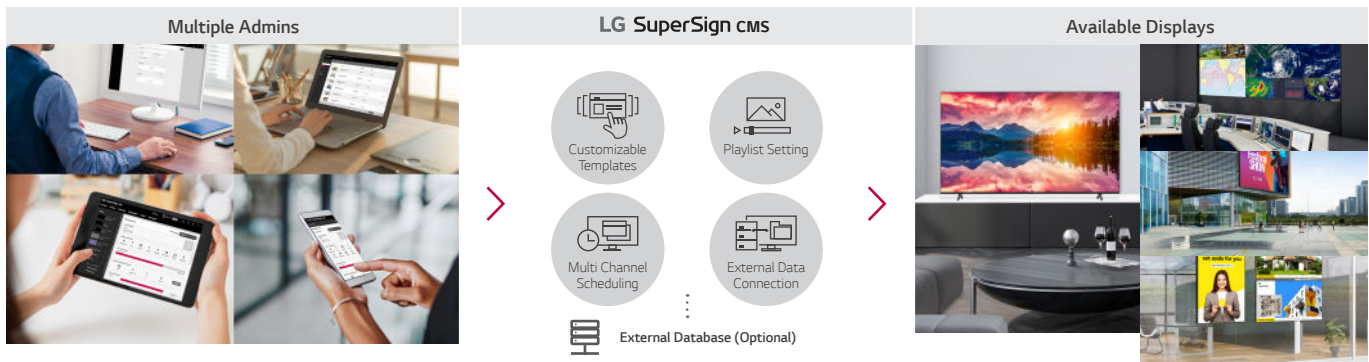 Multiple Admins
LG SuperSign CMS
Available Displays
Customizable
Templates
Playlist Setting
Multi Channel
Scheduling
External Data
Connection
External Database (Optional)